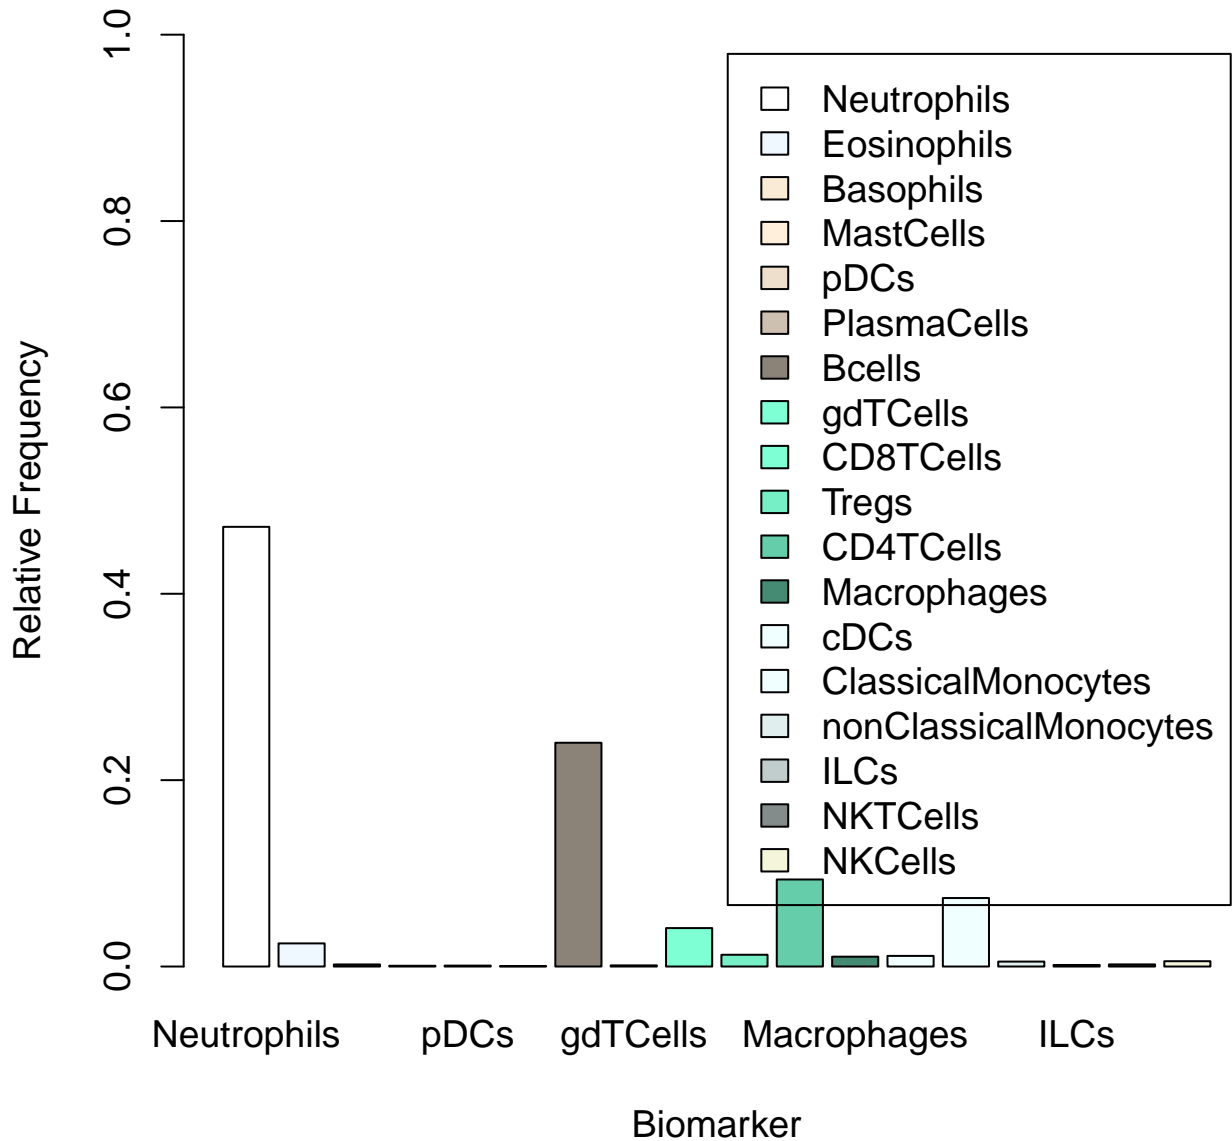 Relative Frequency
1.0
0.8
0.6
0.4
0.2
0.0
Neutrophils
Eosinophils
Basophils
MastCells
pDCs
PlasmaCells
Bcells
gdTCells
CD8TCells
Tregs
CD4TCells
Macrophages
cDCs
ClassicalMonocytes
nonClassicalMonocytes
ILCs
NKTCells
NKCells
Neutrophils pDCs gdTCells Macrophages ILCs
Biomarker